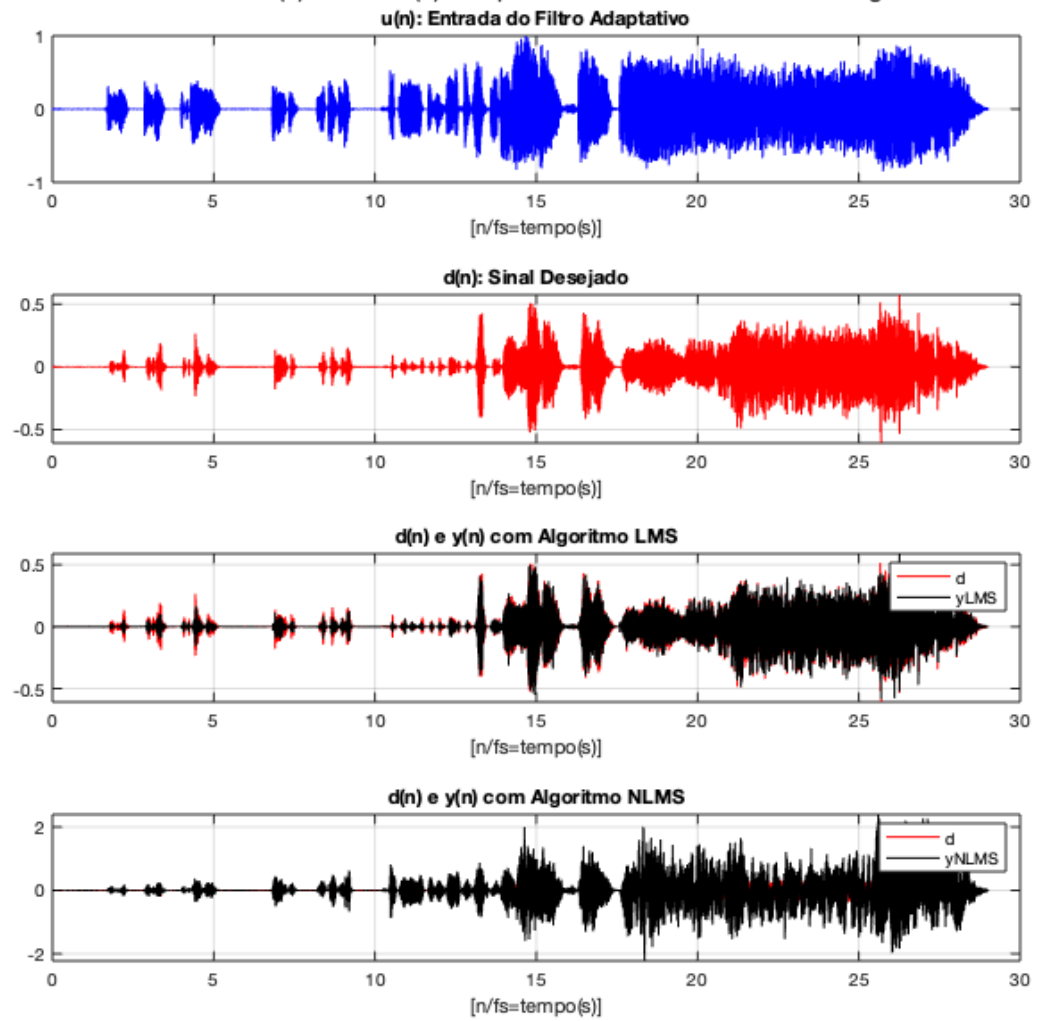 u(n): Entrada do Filtro Adaptativo
1
0
-1
0 5 10 15 20 25 30
[n/fs=tempo(s)]
d(n): Sinal Desejado
0.5
0
-0.5
0 5 10 15 20 25 30
[n/fs=tempo(s)]
d(n) e y(n) com Algoritmo LMS
0.5
0
-0.5
d
yLMS
0 5 10 15 20 25 30
[n/fs=tempo(s)]
d(n) e y(n) com Algoritmo NLMS
2
0
-2
d
yNLMS
0 5 10 15 20 25 30
[n/fs=tempo(s)]